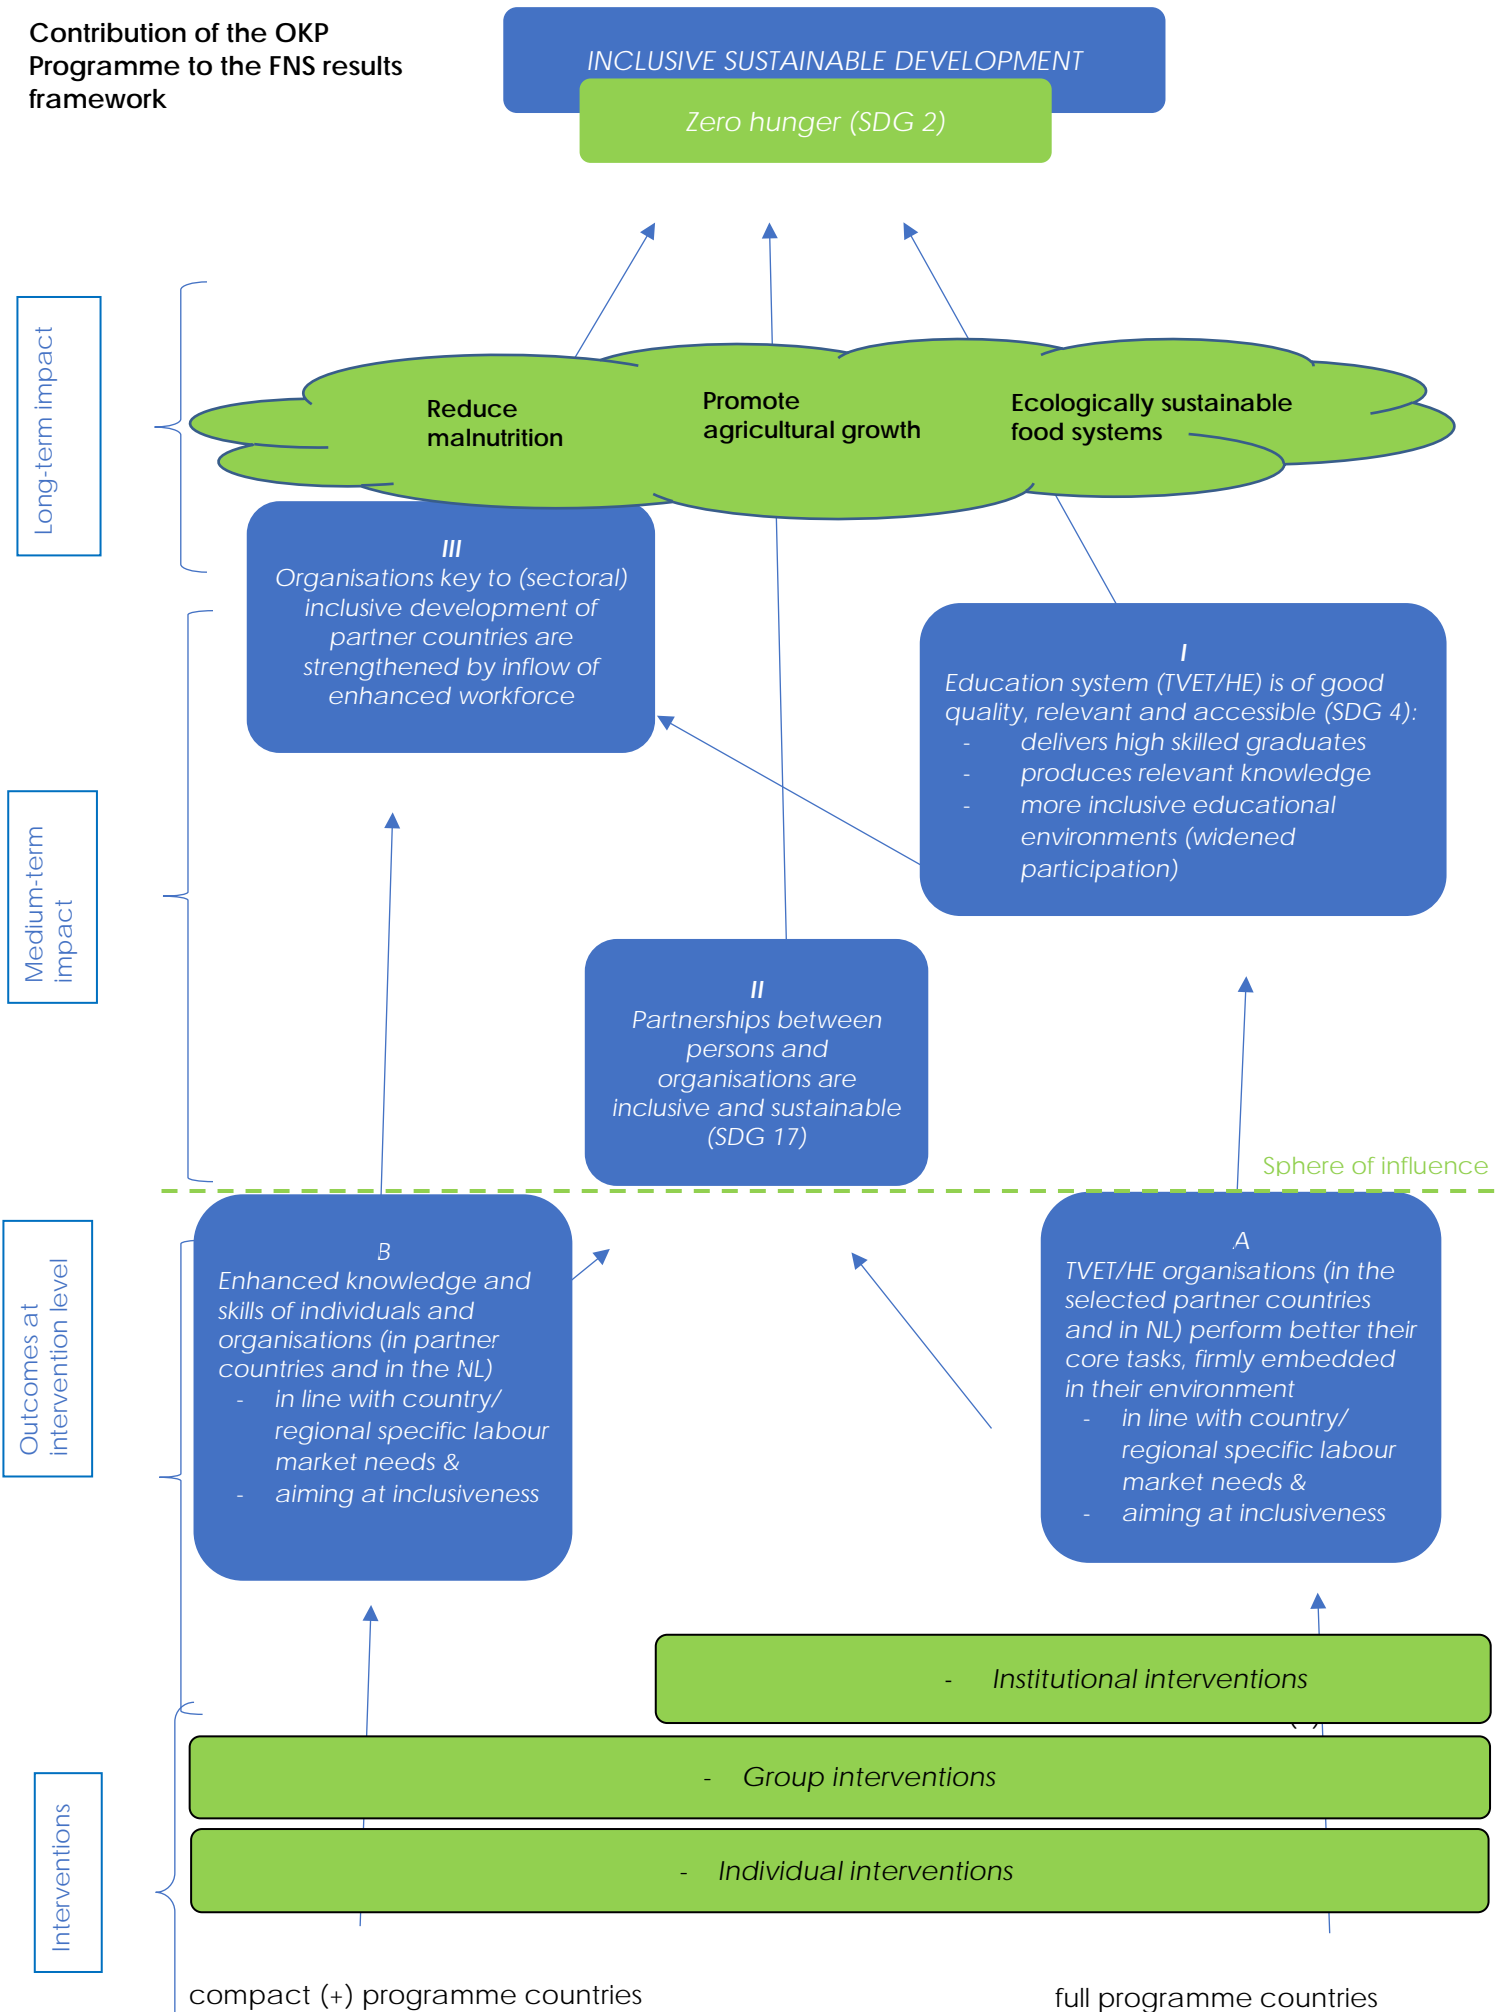 Contribution of the OKP
Programme to the FNS results
framework
INCLUSIVE SUSTAINABLE DEVELOPMENT
Zero hunger (SDG 2)
Long-term impact
Reduce
malnutrition
Promote
agricultural growth
Ecologically sustainable
food systems
III
Organisations key to (sectoral)
inclusive development of
partner countries are
strengthened by inflow of
enhanced workforce
I
Education system (TVET/HE) is of good
quality, relevant and accessible (SDG 4):
- delivers high skilled graduates
- produces relevant knowledge
- more inclusive educational
environments (widened
participation)
Medium-term
impact
II
Partnerships between
persons and
organisations are
inclusive and sustainable
(SDG 17)
Sphere of influence
Outcomes at
intervention level
B
Enhanced knowledge and
skills of individuals and
organisations (in partner
countries and in the NL)
- in line with country/
regional specific labour
market needs &
- aiming at inclusiveness
A
TVET/HE organisations (in the
selected partner countries
and in NL) perform better their
core tasks, firmly embedded
in their environment
- in line with country/
regional specific labour
market needs &
- aiming at inclusiveness
- Institutional interventions
- Group interventions
- Individual interventions
Interventions
compact (+) programme countries
full programme countries